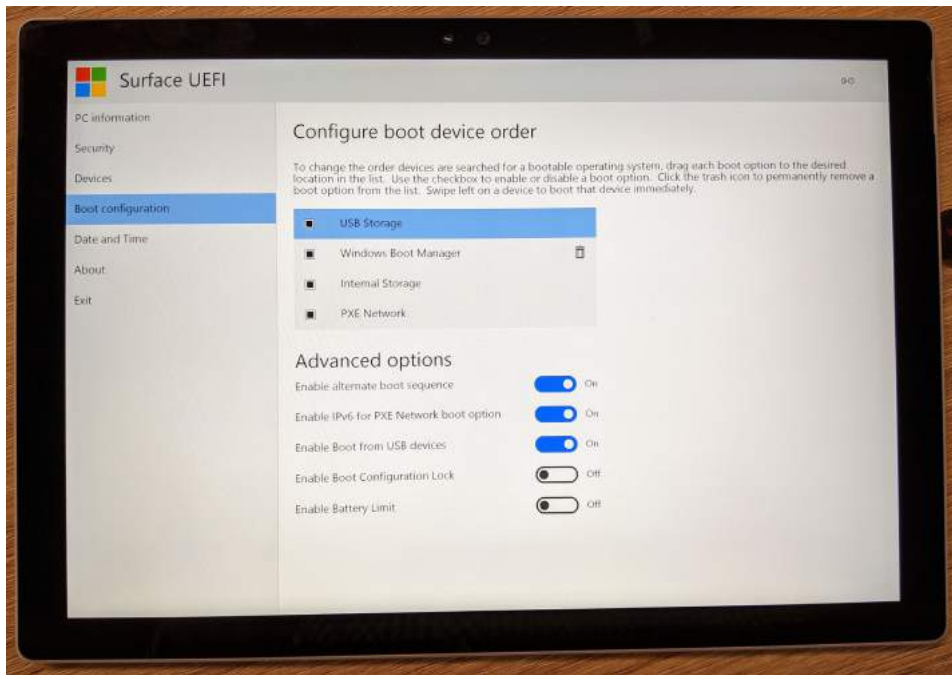 Surface UEFI
PC information
Security
Devices
Boot configuration
Date and Time
About
Exit
Configure boot device order
To change the order devices are searched for a bootable operating system, drag each boot option to the desired
location in the list. Use the checkbox to enable or disable a boot option. Click the trash icon to permanently remove a
boot option from the list. Swipe left on a device to boot that device immediately.
USB Storage
Windows Boot Manager
Internal Storage
PXE Network
Advanced options
Enable alternate boot sequence On
Enable IPv6 for PXE Network boot option On
Enable Boot from USB devices On
Enable Boot Configuration Lock Off
Enable Battery Limit Off